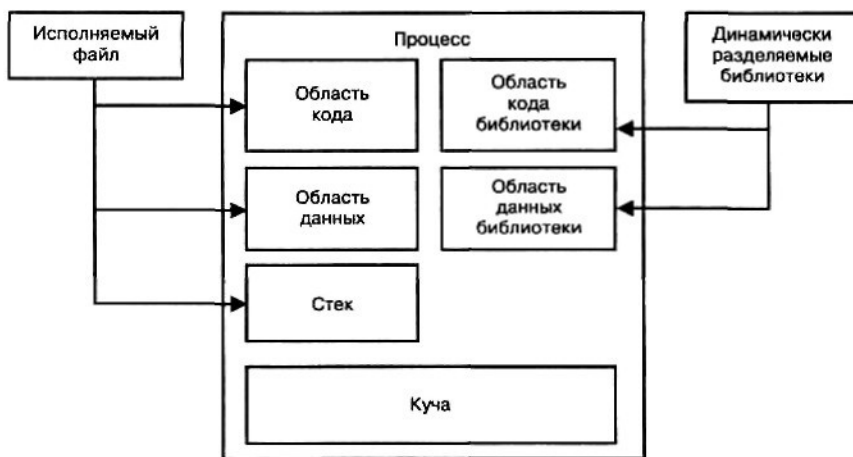 Исполняемый
файл
Процесс
Динамически
разделяемые
библиотеки
Область
кода
Область
кода
библиотеки
Область
данных
Область
данных
библиотеки
Стек
Куча